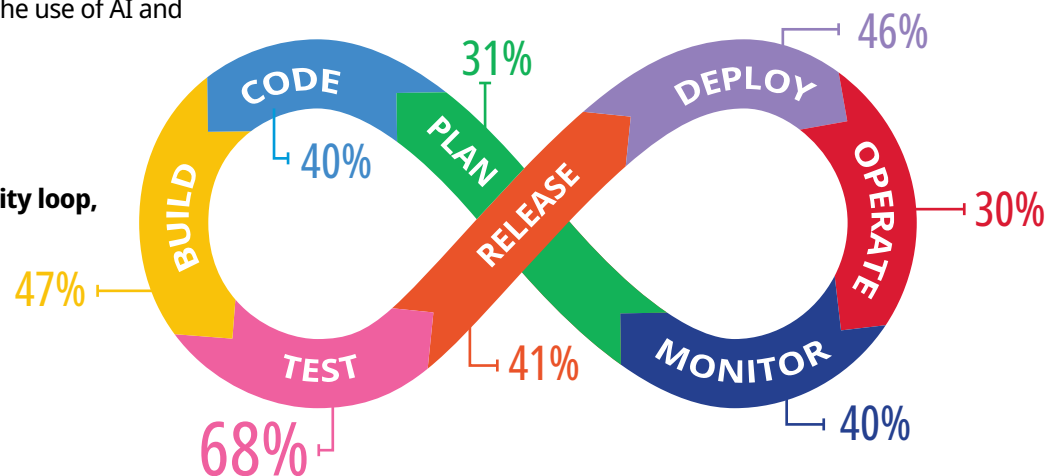 he use of AI and
ity loop,
CODE
40%
PLAN
31%
DEPLOY
46%
OPERATE
30%
BUILD
47%
RELEASE
41%
TEST
68%
MONITOR
40%